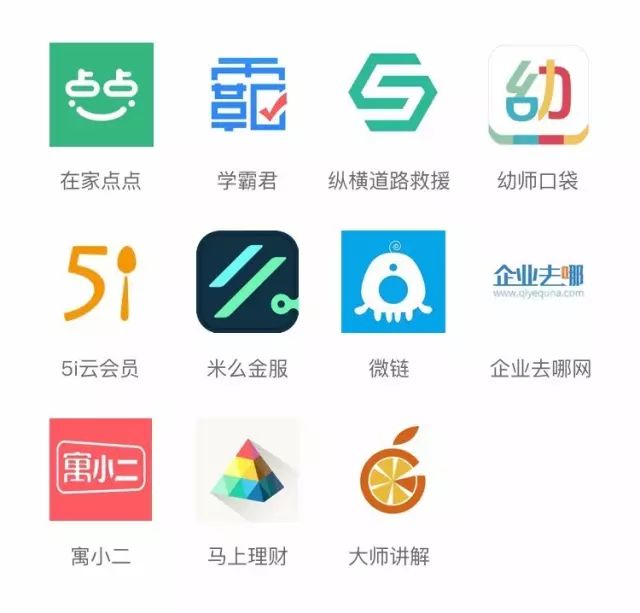 点点
霸
幼
在家点点
学霸君
纵横道路救援
幼师口袋
5i
企业去哪
www.qiyequna.com
5i云会员
米么金服
微链
企业去哪网
寓小二
寓小二
马上理财
大师讲解